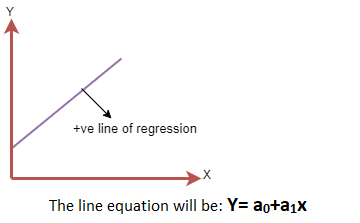 Y
+ve line of regression
X
The line equation will be: Y= a₀+a₁x